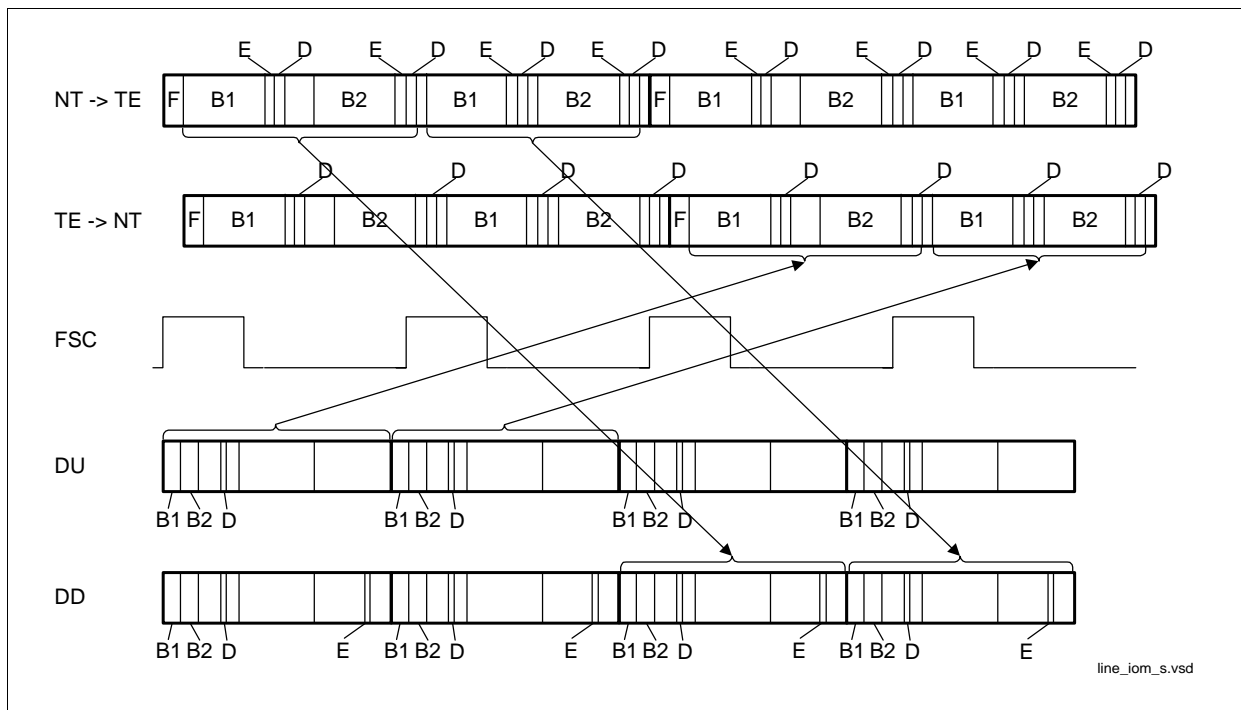 E D E D E D E D E D E D E D E D
NT -> TE F B1 B2 B1 B2 F B1 B2 B1 B2
D D D D D D D D
TE -> NT F B1 B2 B1 B2 F B1 B2 B1 B2
FSC
DU
B1 B2 D B1 B2 D B1 B2 D B1 B2 D
DD
B1 B2 D E B1 B2 D E B1 B2 D E B1 B2 D E
line_iom_s.vsd